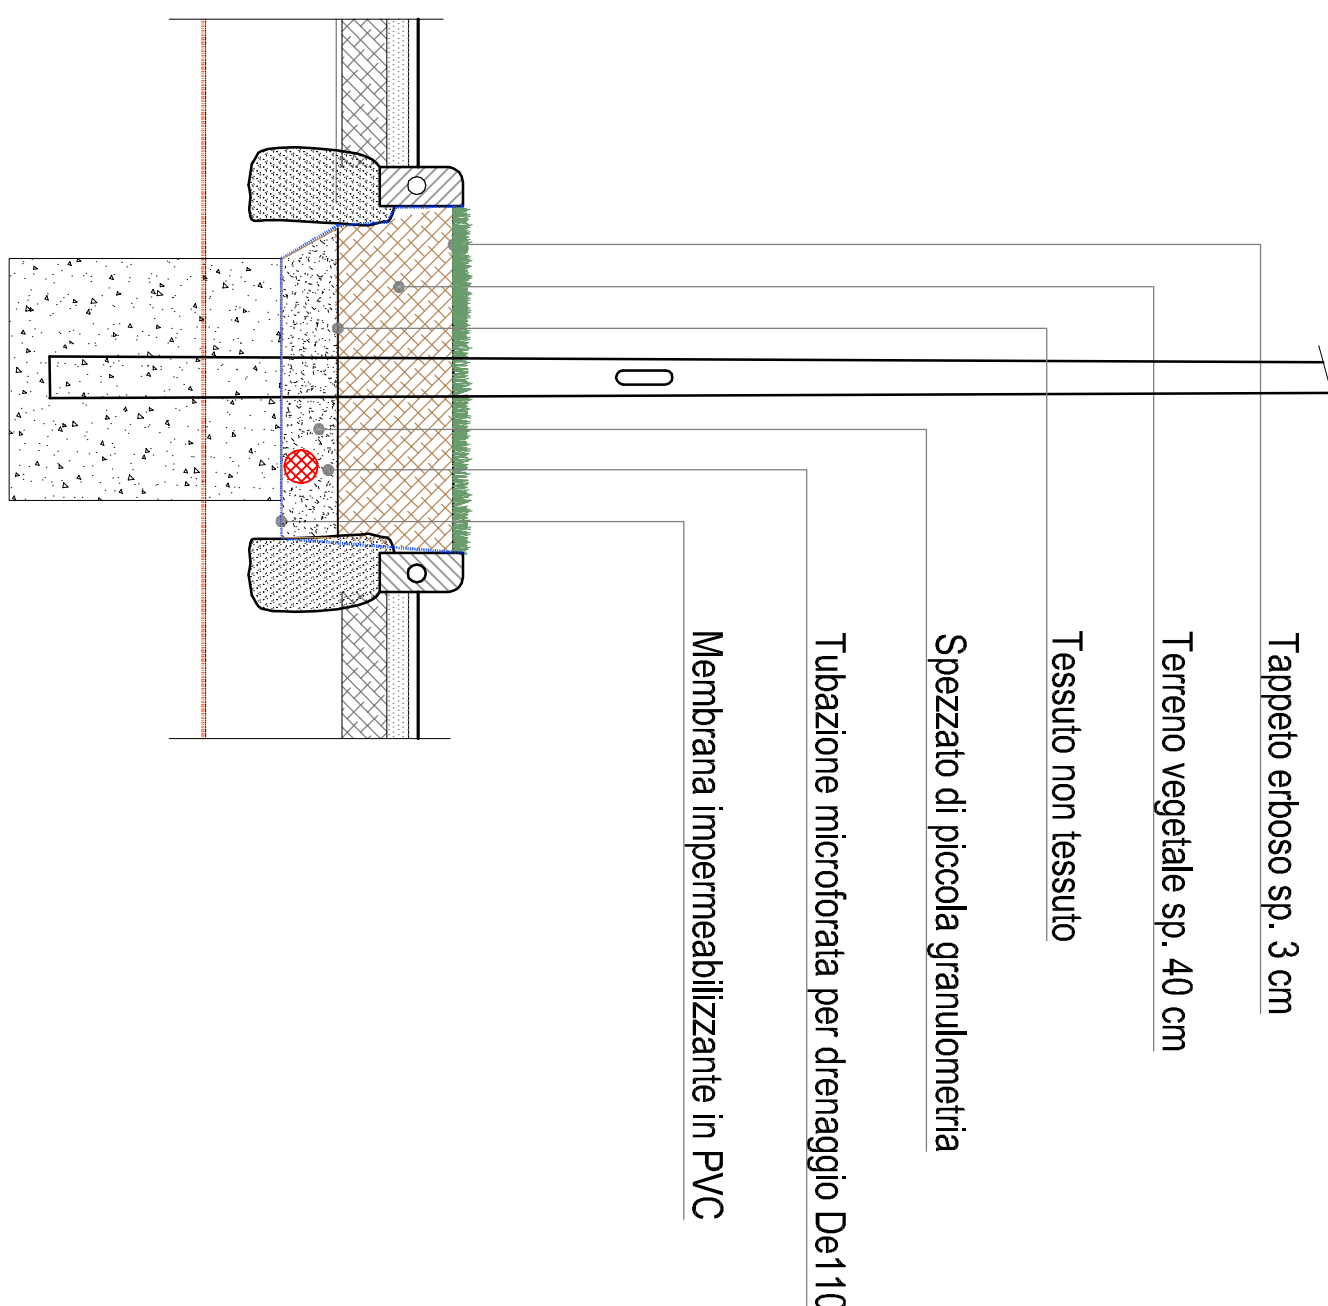 Tappeto erboso sp. 3 cm
Terreno vegetale sp. 40 cm
Tessuto non tessuto
Spezzato di piccola granulometria
Tubazione microforata per drenaggio De110
Membrana impermeabilizzante in PVC